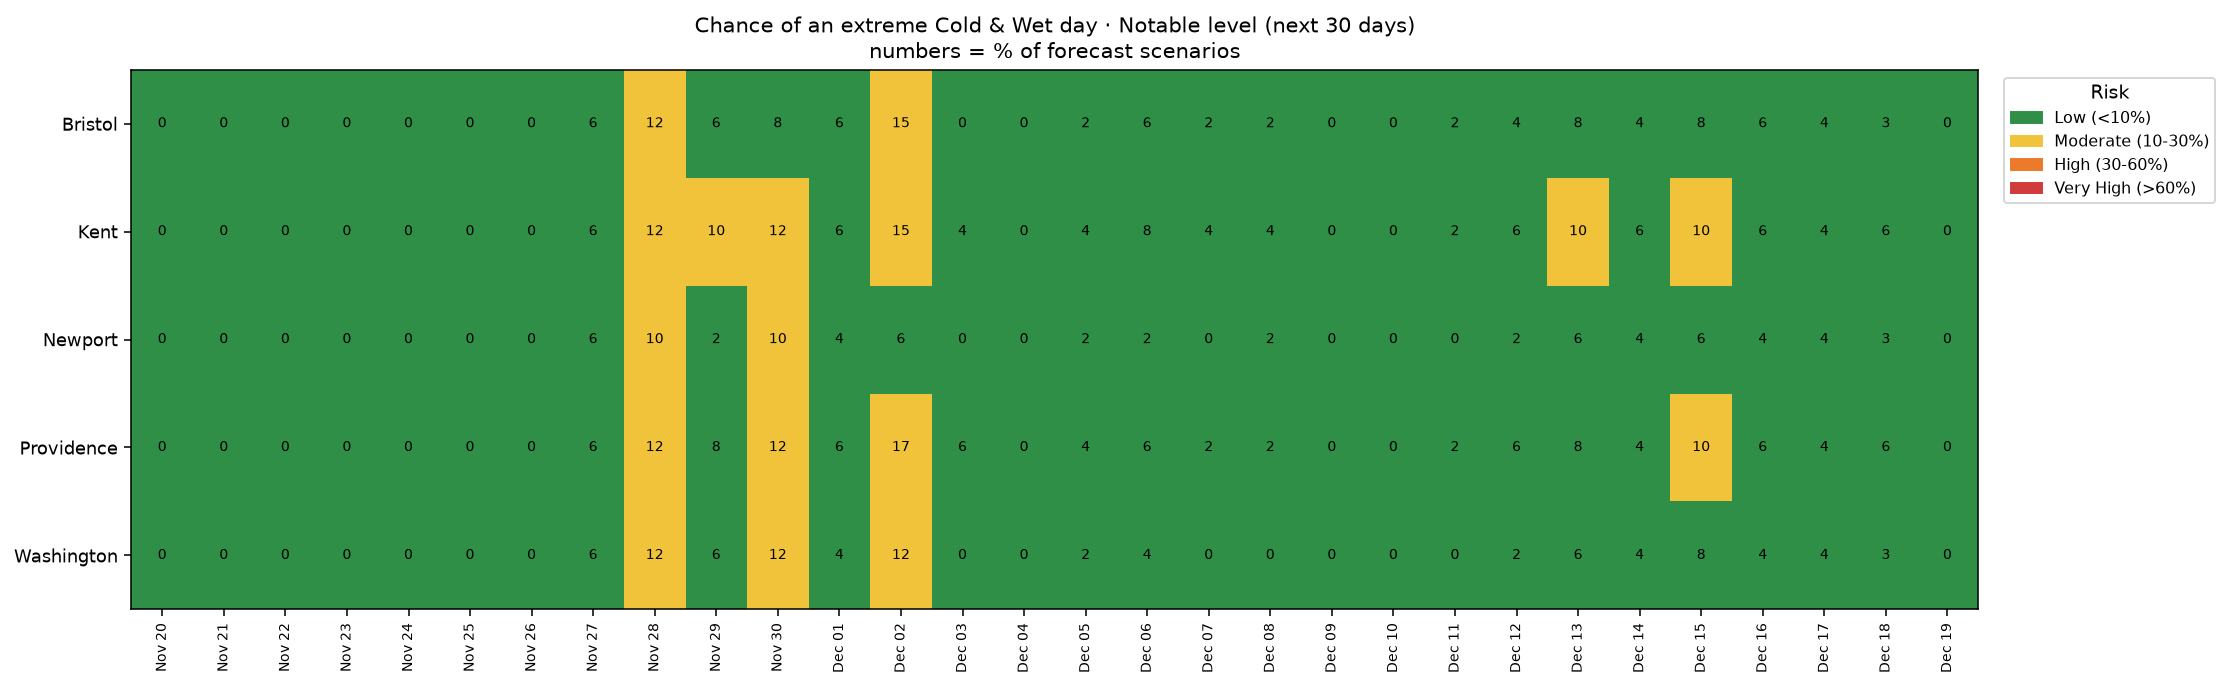 Chance of an extreme Cold & Wet day · Notable level (next 30 days)
numbers = % of forecast scenarios
Bristol 0 0 0 0 0 0 0 6 12 6 8 6 15 0 0 2 6 2 2 0 0 2 4 8 4 8 6 4 3 0
Kent 0 0 0 0 0 0 0 6 12 10 12 6 15 4 0 4 8 4 4 0 0 2 6 10 6 10 6 4 6 0
Newport 0 0 0 0 0 0 0 6 10 2 10 4 6 0 0 2 2 0 2 0 0 0 2 6 4 6 4 4 3 0
Providence 0 0 0 0 0 0 0 6 12 8 12 6 17 6 0 4 6 2 2 0 0 2 6 8 4 10 6 4 6 0
Washington 0 0 0 0 0 0 0 6 12 6 12 4 12 0 0 2 4 0 0 0 0 0 2 6 4 8 4 4 3 0
Nov 20 Nov 21 Nov 22 Nov 23 Nov 24 Nov 25 Nov 26 Nov 27 Nov 28 Nov 29 Nov 30 Dec 01 Dec 02 Dec 03 Dec 04 Dec 05 Dec 06 Dec 07 Dec 08 Dec 09 Dec 10 Dec 11 Dec 12 Dec 13 Dec 14 Dec 15 Dec 16 Dec 17 Dec 18 Dec 19
Risk
Low (<10%)
Moderate (10-30%)
High (30-60%)
Very High (>60%)